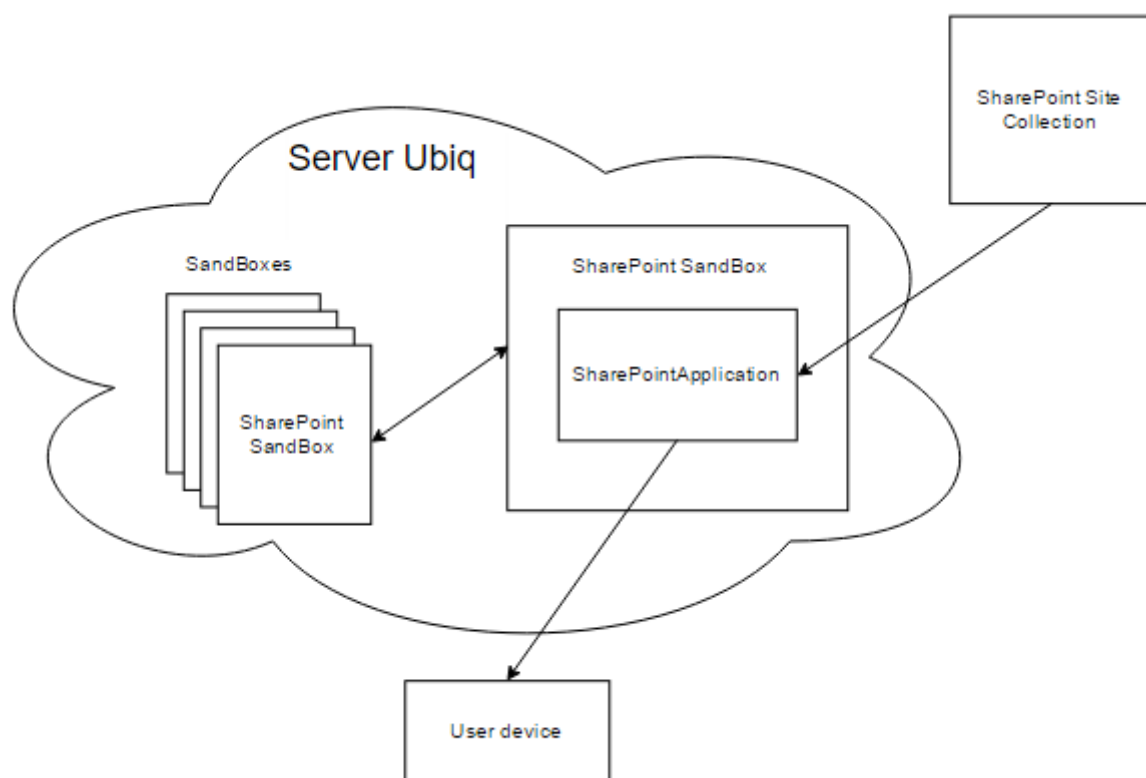 SharePoint Site
Collection
Server Ubiq
SandBoxes
SharePoint SandBox
SharePointApplication
SharePoint
SandBox
User device